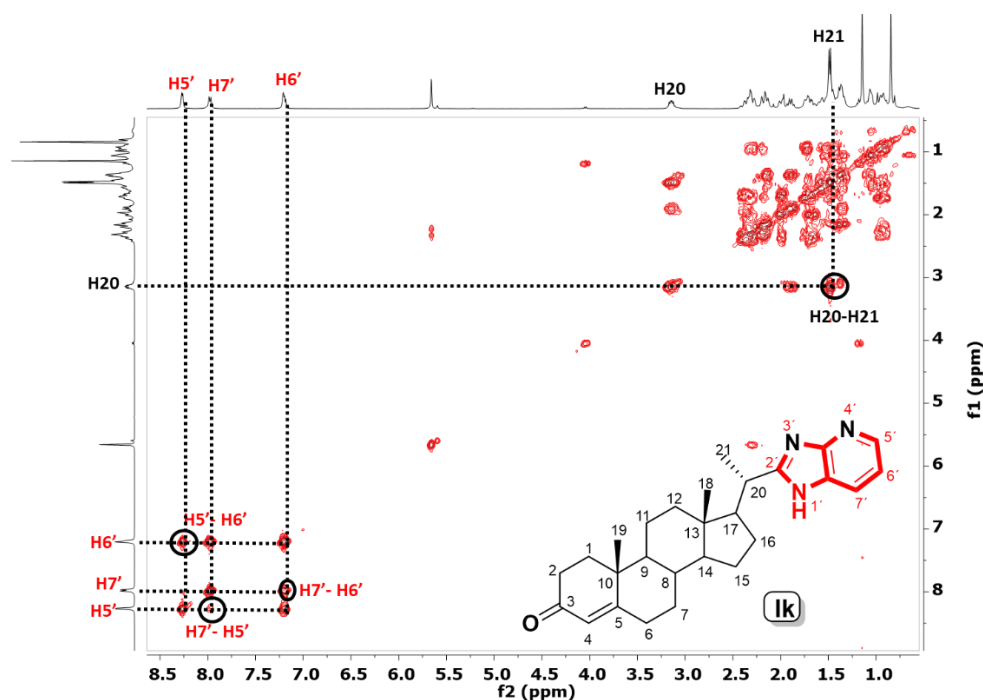 H5’ H7’ H6’ H20 H21
1
2
H20 3
H20-H21
4
5
f1 (ppm)
4´
3´ N N 5´
21 2´ 6´
6
18 20 N 1´ 7´
H
12
11 17
H5’- H6’ 19 13 16
7
H6’ 1
2 9 14 15
10 8
H7’ H7’- H6’ 8
3 5 7 Ik
H5’ O 4 6
H7’- H5’
8.5 8.0 7.5 7.0 6.5 6.0 5.5 5.0 4.5 4.0 3.5 3.0 2.5 2.0 1.5 1.0
f2 (ppm)